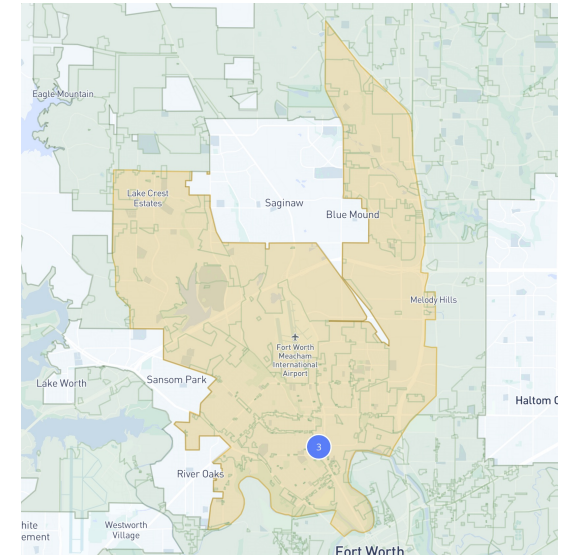 Eagle Mountain
Lake Crest
Estates
Saginaw
Blue Mound
Melody Hills
Fort Worth
Meacham
International
Airport
Lake Worth
Sansom Park
Haltom C
3
River Oaks
hite
ement
Westworth
Village
Fort Worth